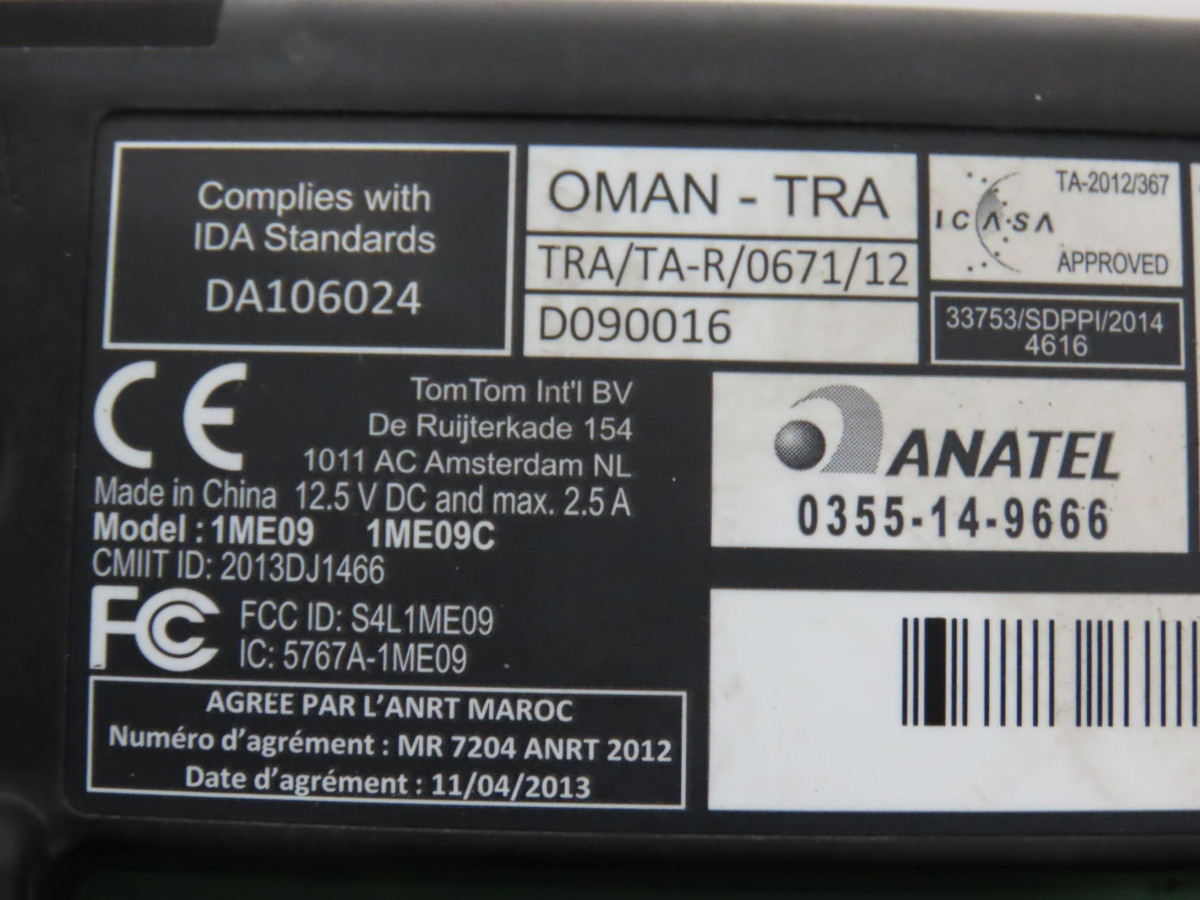 Complies with
IDA Standards
DA106024
OMAN - TRA
TRA/TA-R/0671/12
D090016
TA-2012/367
ICASA
APPROVED
33753/SDPPI/2014
4616
CE
TomTom Int'l BV
De Ruijterkade 154
1011 AC Amsterdam NL
Made in China 12.5 V DC and max. 2.5 A
Model : 1ME09 1ME09C
CMIIT ID: 2013DJ1466
FC
FCC ID: S4L1ME09
IC: 5767A-1ME09
AGREE PAR L’ANRT MAROC
Numéro d’agrément : MR 7204 ANRT 2012
Date d’agrément : 11/04/2013
ANATEL
0355-14-9666